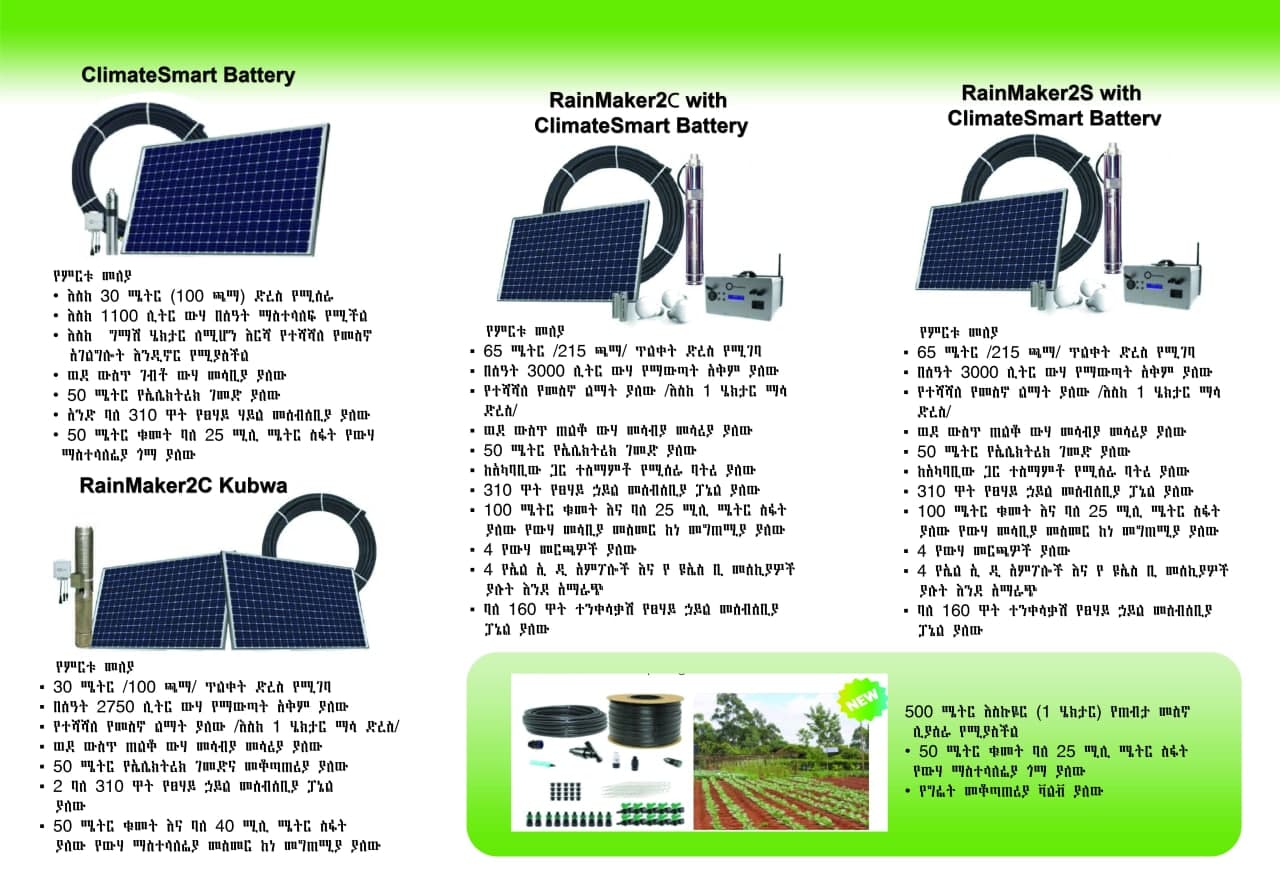 ClimateSmart Battery
የምርቱ መለያ
• እስከ 30 ሜትር (100 ጫማ) ድረስ የሚሰራ
• እስከ 1100 ሊትር ውሃ በሰዓት ማስተላለፍ የሚችል
• እስከ ግማሽ ሄክታር ለሚሆን እርሻ የተሻሻለ የመስኖ
አገልግሎት እንዲኖር የሚያስችል
• ወደ ውስጥ ገብቶ ውሃ መሳቢያ ያለው
• 50 ሜትር የኤሌክትሪክ ገመድ ያለው
• አንድ ባለ 310 ዋት የፀሃይ ሃይል መሰብሰቢያ ያለው
• 50 ሜትር ቁመት ባለ 25 ሚሊ ሜትር ስፋት የውሃ
ማስተላለፊያ ጎማ ያለው
RainMaker2C Kubwa
የምርቱ መለያ
▪ 30 ሜትር /100 ጫማ/ ጥልቀት ድረስ የሚገባ
▪ በሰዓት 2750 ሊትር ውሃ የማውጣት አቅም ያለው
▪ የተሻሻለ የመስኖ ልማት ያለው /እስከ 1 ሄክታር ማሳ ድረስ/
▪ ወደ ውስጥ ጠልቆ ውሃ መሳብያ መሳሪያ ያለው
▪ 50 ሜትር የኤሌክትሪክ ገመድና መቆጣጠሪያ ያለው
▪ 2 ባለ 310 ዋት የፀሃይ ኃይል መሰብሰቢያ ፓኔል
ያለው
▪ 50 ሜትር ቁመት እና ባለ 40 ሚሊ ሜትር ስፋት
ያለው የውሃ ማስተላለፊያ መስመር ከነ መግጠሚያ ያለው
RainMaker2C with
ClimateSmart Battery
የምርቱ መለያ
▪ 65 ሜትር /215 ጫማ/ ጥልቀት ድረስ የሚገባ
▪ በሰዓት 3000 ሊትር ውሃ የማውጣት አቅም ያለው
▪ የተሻሻለ የመስኖ ልማት ያለው /እስከ 1 ሄክታር ማሳ
ድረስ/
▪ ወደ ውስጥ ጠልቆ ውሃ መሳብያ መሳሪያ ያለው
▪ 50 ሜትር የኤሌክትሪክ ገመድ ያለው
▪ ከአካባቢው ጋር ተስማምቶ የሚሰራ ባትሪ ያለው
▪ 310 ዋት የፀሃይ ኃይል መሰብሰቢያ ፓኔል ያለው
▪ 100 ሜትር ቁመት እና ባለ 25 ሚሊ ሜትር ስፋት
ያለው የውሃ መሳቢያ መስመር ከነ መግጠሚያ ያለው
▪ 4 የውሃ መርጫዎች ያለው
▪ 4 የኤል ኢ ዲ አምፖሎች እና የ ዩኤስ ቢ መሰኪያዎች
ያሉት እንደ አማራጭ
▪ ባለ 160 ዋት ተንቀሳቃሽ የፀሃይ ኃይል መሰብሰቢያ
ፓኔል ያለው
RainMaker2S with
ClimateSmart Battery
የምርቱ መለያ
▪ 65 ሜትር /215 ጫማ/ ጥልቀት ድረስ የሚገባ
▪ በሰዓት 3000 ሊትር ውሃ የማውጣት አቅም ያለው
▪ የተሻሻለ የመስኖ ልማት ያለው /እስከ 1 ሄክታር ማሳ
ድረስ/
▪ ወደ ውስጥ ጠልቆ ውሃ መሳብያ መሳሪያ ያለው
▪ 50 ሜትር የኤሌክትሪክ ገመድ ያለው
▪ ከአካባቢው ጋር ተስማምቶ የሚሰራ ባትሪ ያለው
▪ 310 ዋት የፀሃይ ኃይል መሰብሰቢያ ፓኔል ያለው
▪ 100 ሜትር ቁመት እና ባለ 25 ሚሊ ሜትር ስፋት
ያለው የውሃ መሳቢያ መስመር ከነ መግጠሚያ ያለው
▪ 4 የውሃ መርጫዎች ያለው
▪ 4 የኤል ኢ ዲ አምፖሎች እና የ ዩኤስ ቢ መሰኪያዎች
ያሉት እንደ አማራጭ
▪ ባለ 160 ዋት ተንቀሳቃሽ የፀሃይ ኃይል መሰብሰቢያ
ፓኔል ያለው
NEW
500 ሜትር እስኩዌር (1 ሄክታር) የጠብታ መስኖ
ሊያሰራ የሚያስችል
• 50 ሜትር ቁመት ባለ 25 ሚሊ ሜትር ስፋት
የውሃ ማስተላለፊያ ጎማ ያለው
• የግፊት መቆጣጠሪያ ቫልቭ ያለው